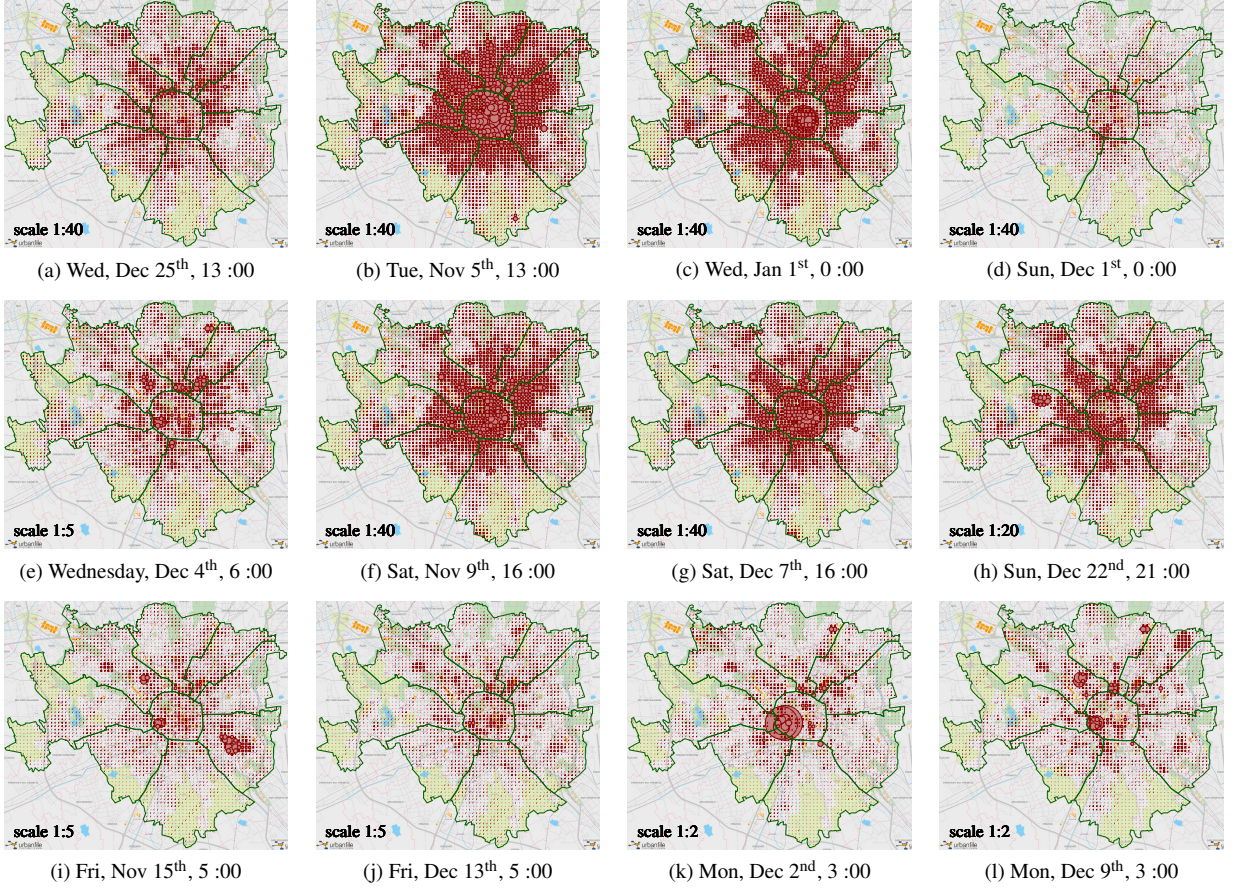 scale 1:40
urbanfile
scale 1:40
urbanfile
scale 1:40
urbanfile
scale 1:40
urbanfile
(a) Wed, Dec 25th, 13 :00
(b) Tue, Nov 5th, 13 :00
(c) Wed, Jan 1st, 0 :00
(d) Sun, Dec 1st, 0 :00
scale 1:5
urbanfile
scale 1:40
urbanfile
scale 1:40
urbanfile
scale 1:20
urbanfile
(e) Wednesday, Dec 4th, 6 :00
(f) Sat, Nov 9th, 16 :00
(g) Sat, Dec 7th, 16 :00
(h) Sun, Dec 22nd, 21 :00
scale 1:5
urbanfile
scale 1:5
urbanfile
scale 1:2
urbanfile
scale 1:2
urbanfile
(i) Fri, Nov 15th, 5 :00
(j) Fri, Dec 13th, 5 :00
(k) Mon, Dec 2nd, 3 :00
(l) Mon, Dec 9th, 3 :00